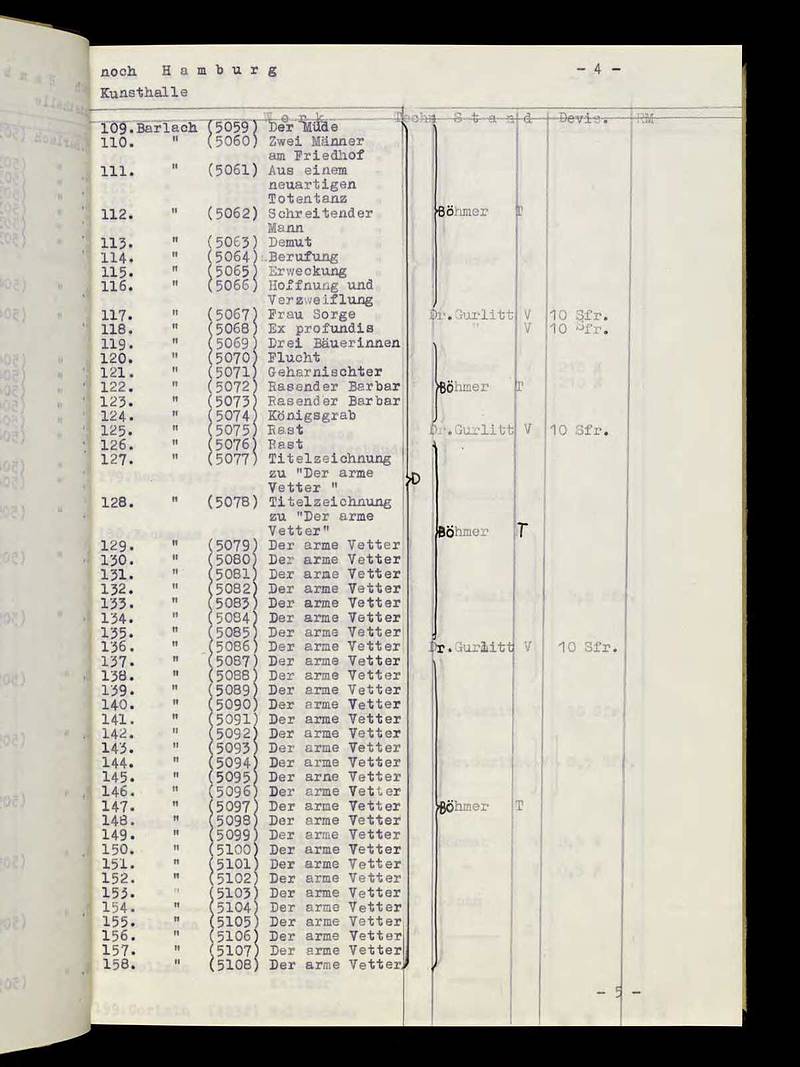 noch H a m b u r g - 4 -
Kunsthalle
W e r k Techn S t a n d Devis. RM
109. Barlach (5059) Der Müde
110. " (5060) Zwei Männer
am Friedhof
111. " (5061) Aus einem
neuartigen
Totentanz
112. " (5062) Schreitender Böhmer T
Mann
113. " (5063) Demut
114. " (5064) Berufung
115. " (5065) Erweckung
116. " (5066) Hoffnung und
Verzweiflung
117. " (5067) Frau Sorge Dr.Gurlitt V 10 Sfr.
118. " (5068) Ex profundis " V 10 Sfr.
119. " (5069) Drei Bäuerinnen
120. " (5070) Flucht
121. " (5071) Geharnischter
122. " (5072) Rasender Barbar Böhmer T
123. " (5073) Rasender Barbar
124. " (5074) Königsgrab
125. " (5075) Rast Dr.Gurlitt V 10 Sfr.
126. " (5076) Rast
127. " (5077) Titelzeichnung
zu "Der arme D
Vetter "
128. " (5078) Titelzeichnung
zu "Der arme
Vetter" Böhmer T
129. " (5079) Der arme Vetter
130. " (5080) Der arme Vetter
131. " (5081) Der arme Vetter
132. " (5082) Der arme Vetter
133. " (5083) Der arme Vetter
134. " (5084) Der arme Vetter
135. " (5085) Der arme Vetter
136. " (5086) Der arme Vetter Dr.Gurlitt V 10 Sfr.
137. " (5087) Der arme Vetter
138. " (5088) Der arme Vetter
139. " (5089) Der arme Vetter
140. " (5090) Der arme Vetter
141. " (5091) Der arme Vetter
142. " (5092) Der arme Vetter
143. " (5093) Der arme Vetter
144. " (5094) Der arme Vetter
145. " (5095) Der arme Vetter
146. " (5096) Der arme Vetter
147. " (5097) Der arme Vetter Böhmer T
148. " (5098) Der arme Vetter
149. " (5099) Der arme Vetter
150. " (5100) Der arme Vetter
151. " (5101) Der arme Vetter
152. " (5102) Der arme Vetter
153. " (5103) Der arme Vetter
154. " (5104) Der arme Vetter
155. " (5105) Der arme Vetter
156. " (5106) Der arme Vetter
157. " (5107) Der arme Vetter
158. " (5108) Der arme Vetter
- 5 -